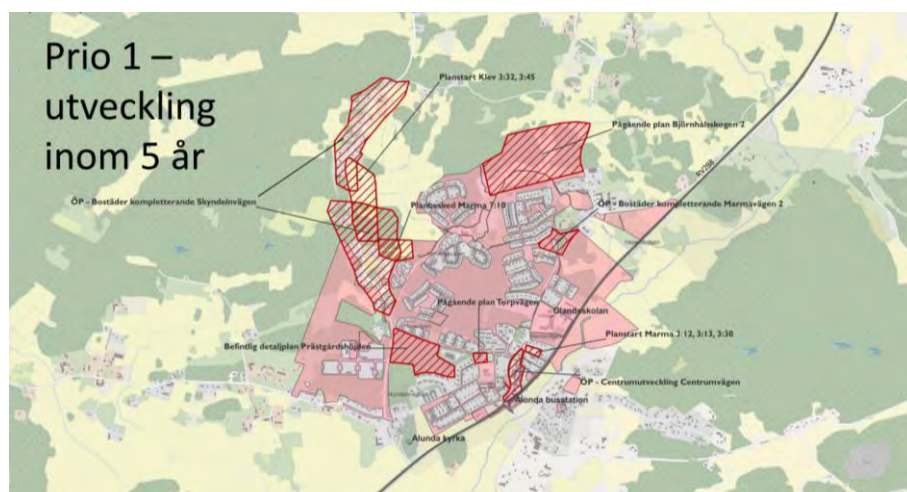 Prio 1 –
utveckling
inom 5 år
Planstart Klev 3:32, 3:45
Pågående plan Björnhålsskogen 2
RV288
ÖP - Bostäder kompletterande Skyndelnvägen
Planbesked Marma 7:10
ÖP - Bostäder kompletterande Marmavägen 2
Pågående plan Torpvägen
Olandsskolan
Planstart Marma 3:12, 3:13, 3:30
Befintlig detaljplan Prästgårdshöjden
ÖP - Centrumutveckling Centrumvägen
Alunda busstation
Alunda kyrka